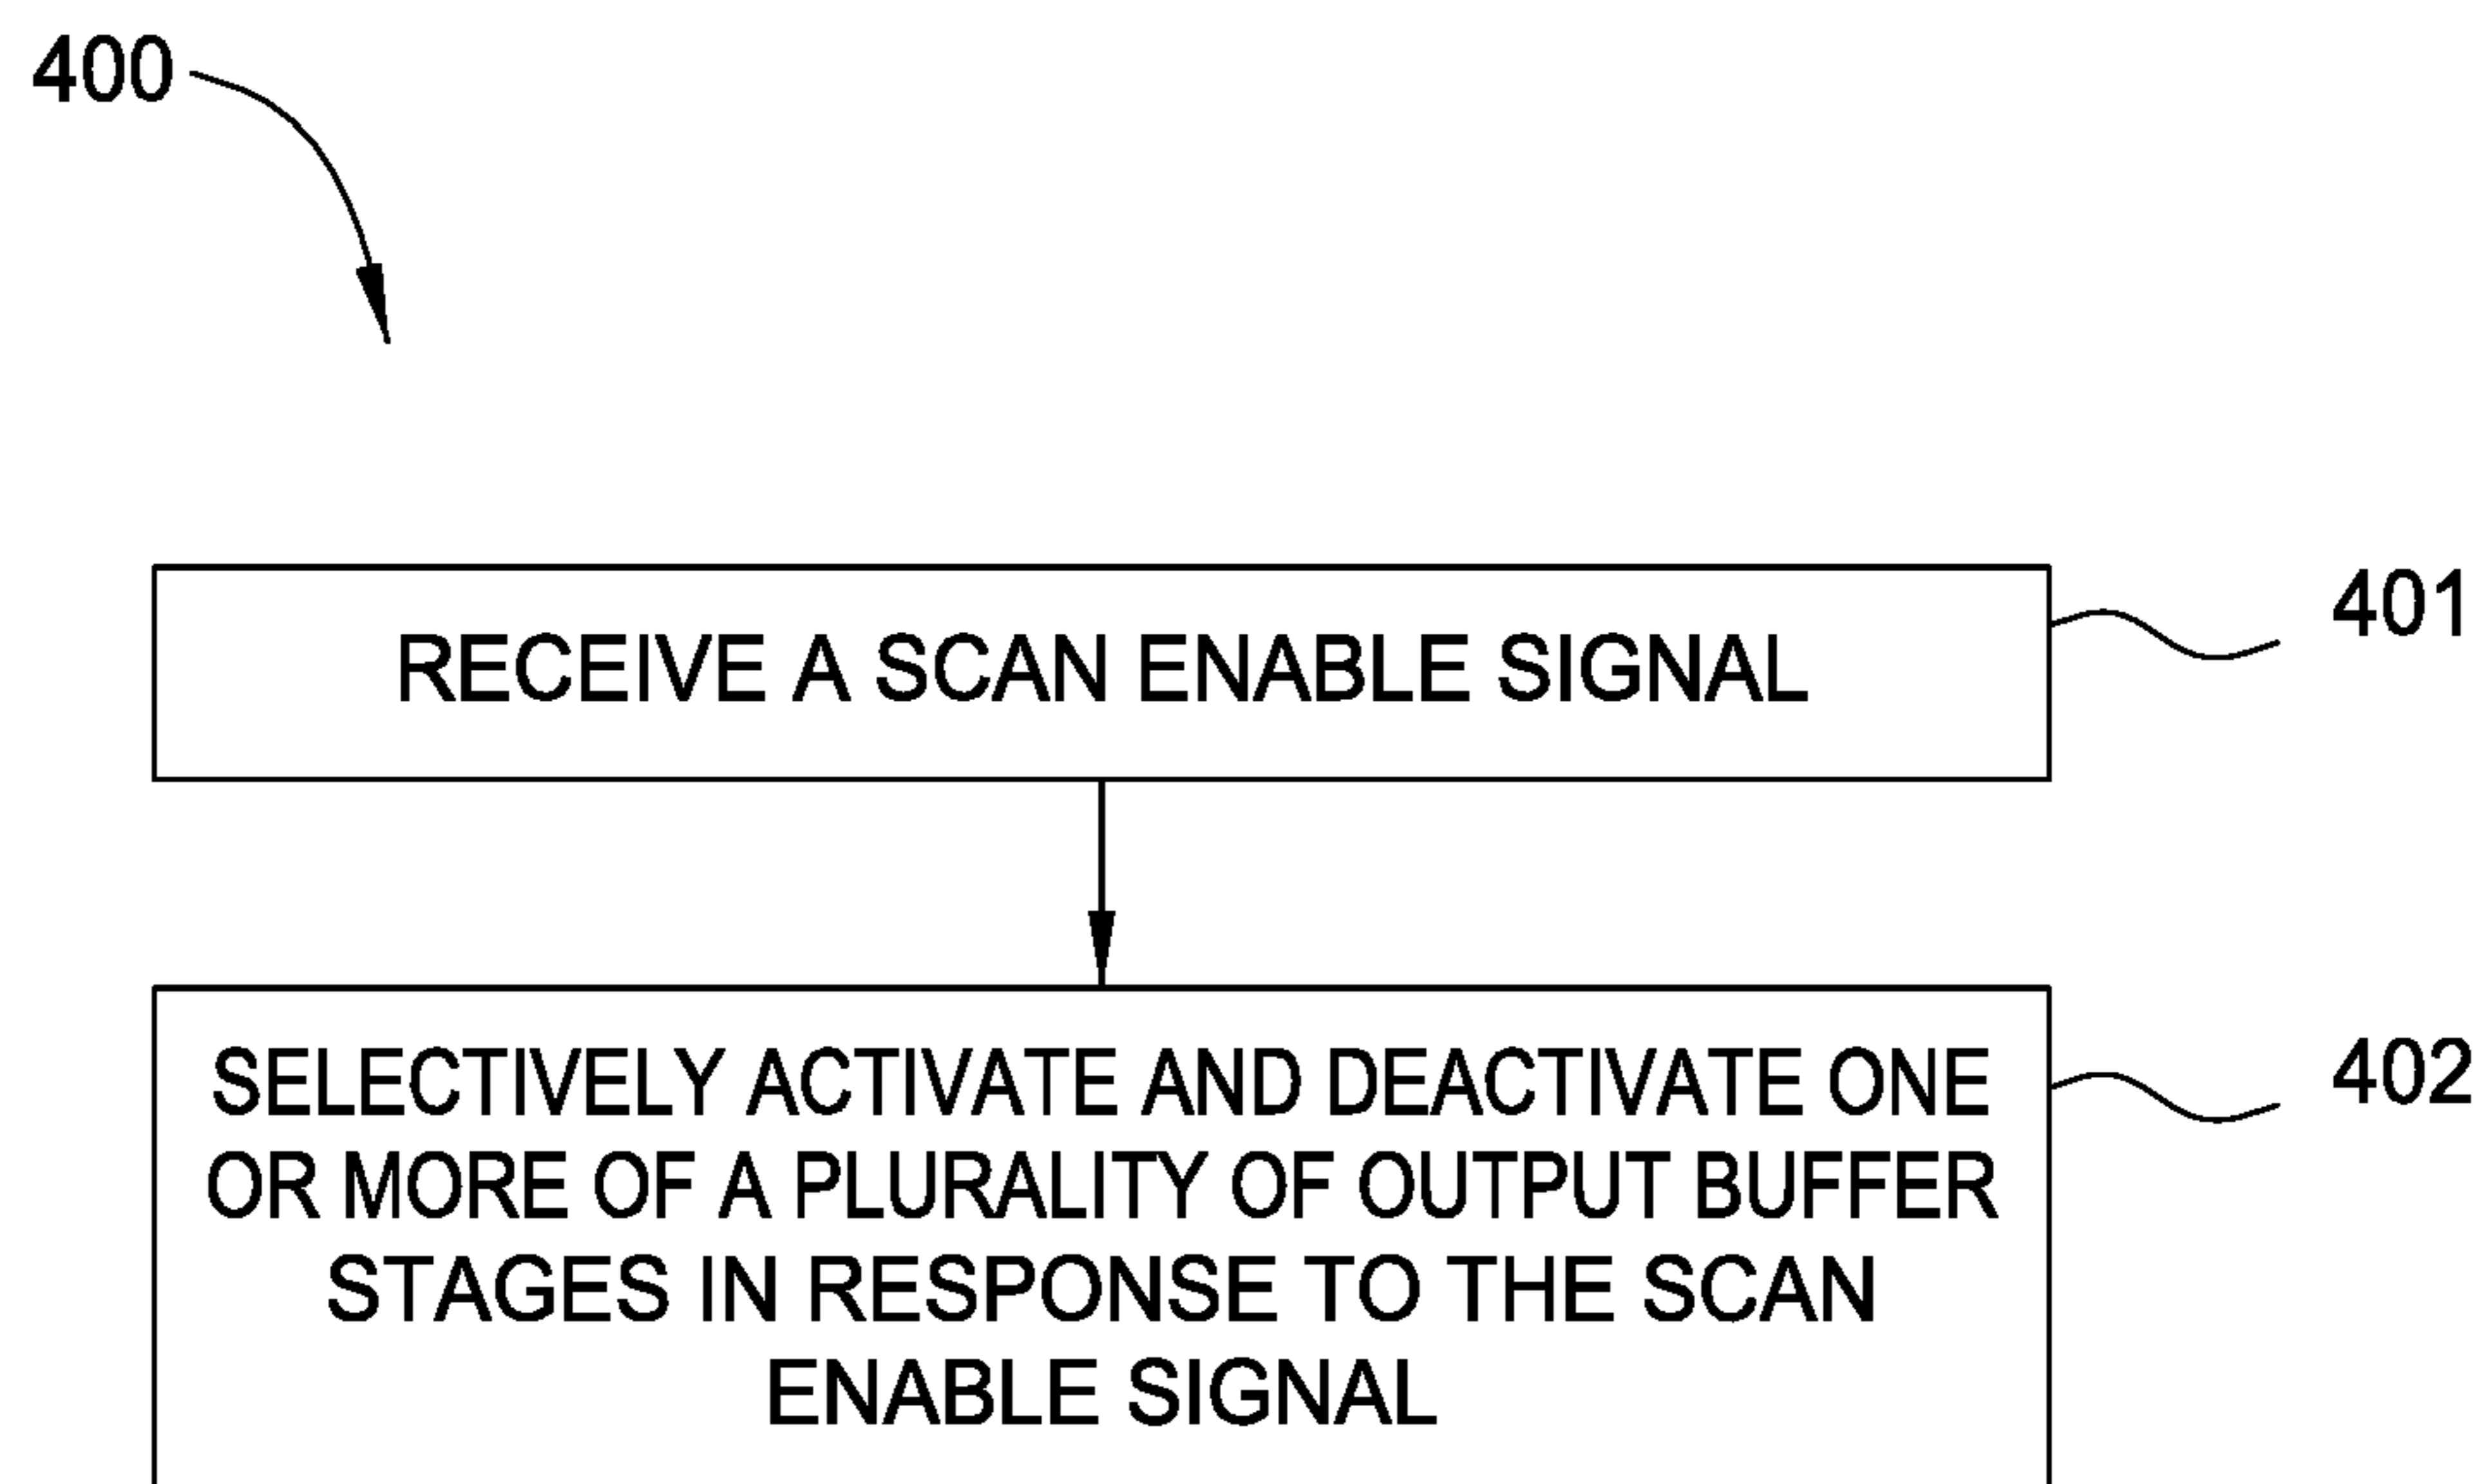 400
RECEIVE A SCAN ENABLE SIGNAL
401
SELECTIVELY ACTIVATE AND DEACTIVATE ONE
OR MORE OF A PLURALITY OF OUTPUT BUFFER
STAGES IN RESPONSE TO THE SCAN
ENABLE SIGNAL
402